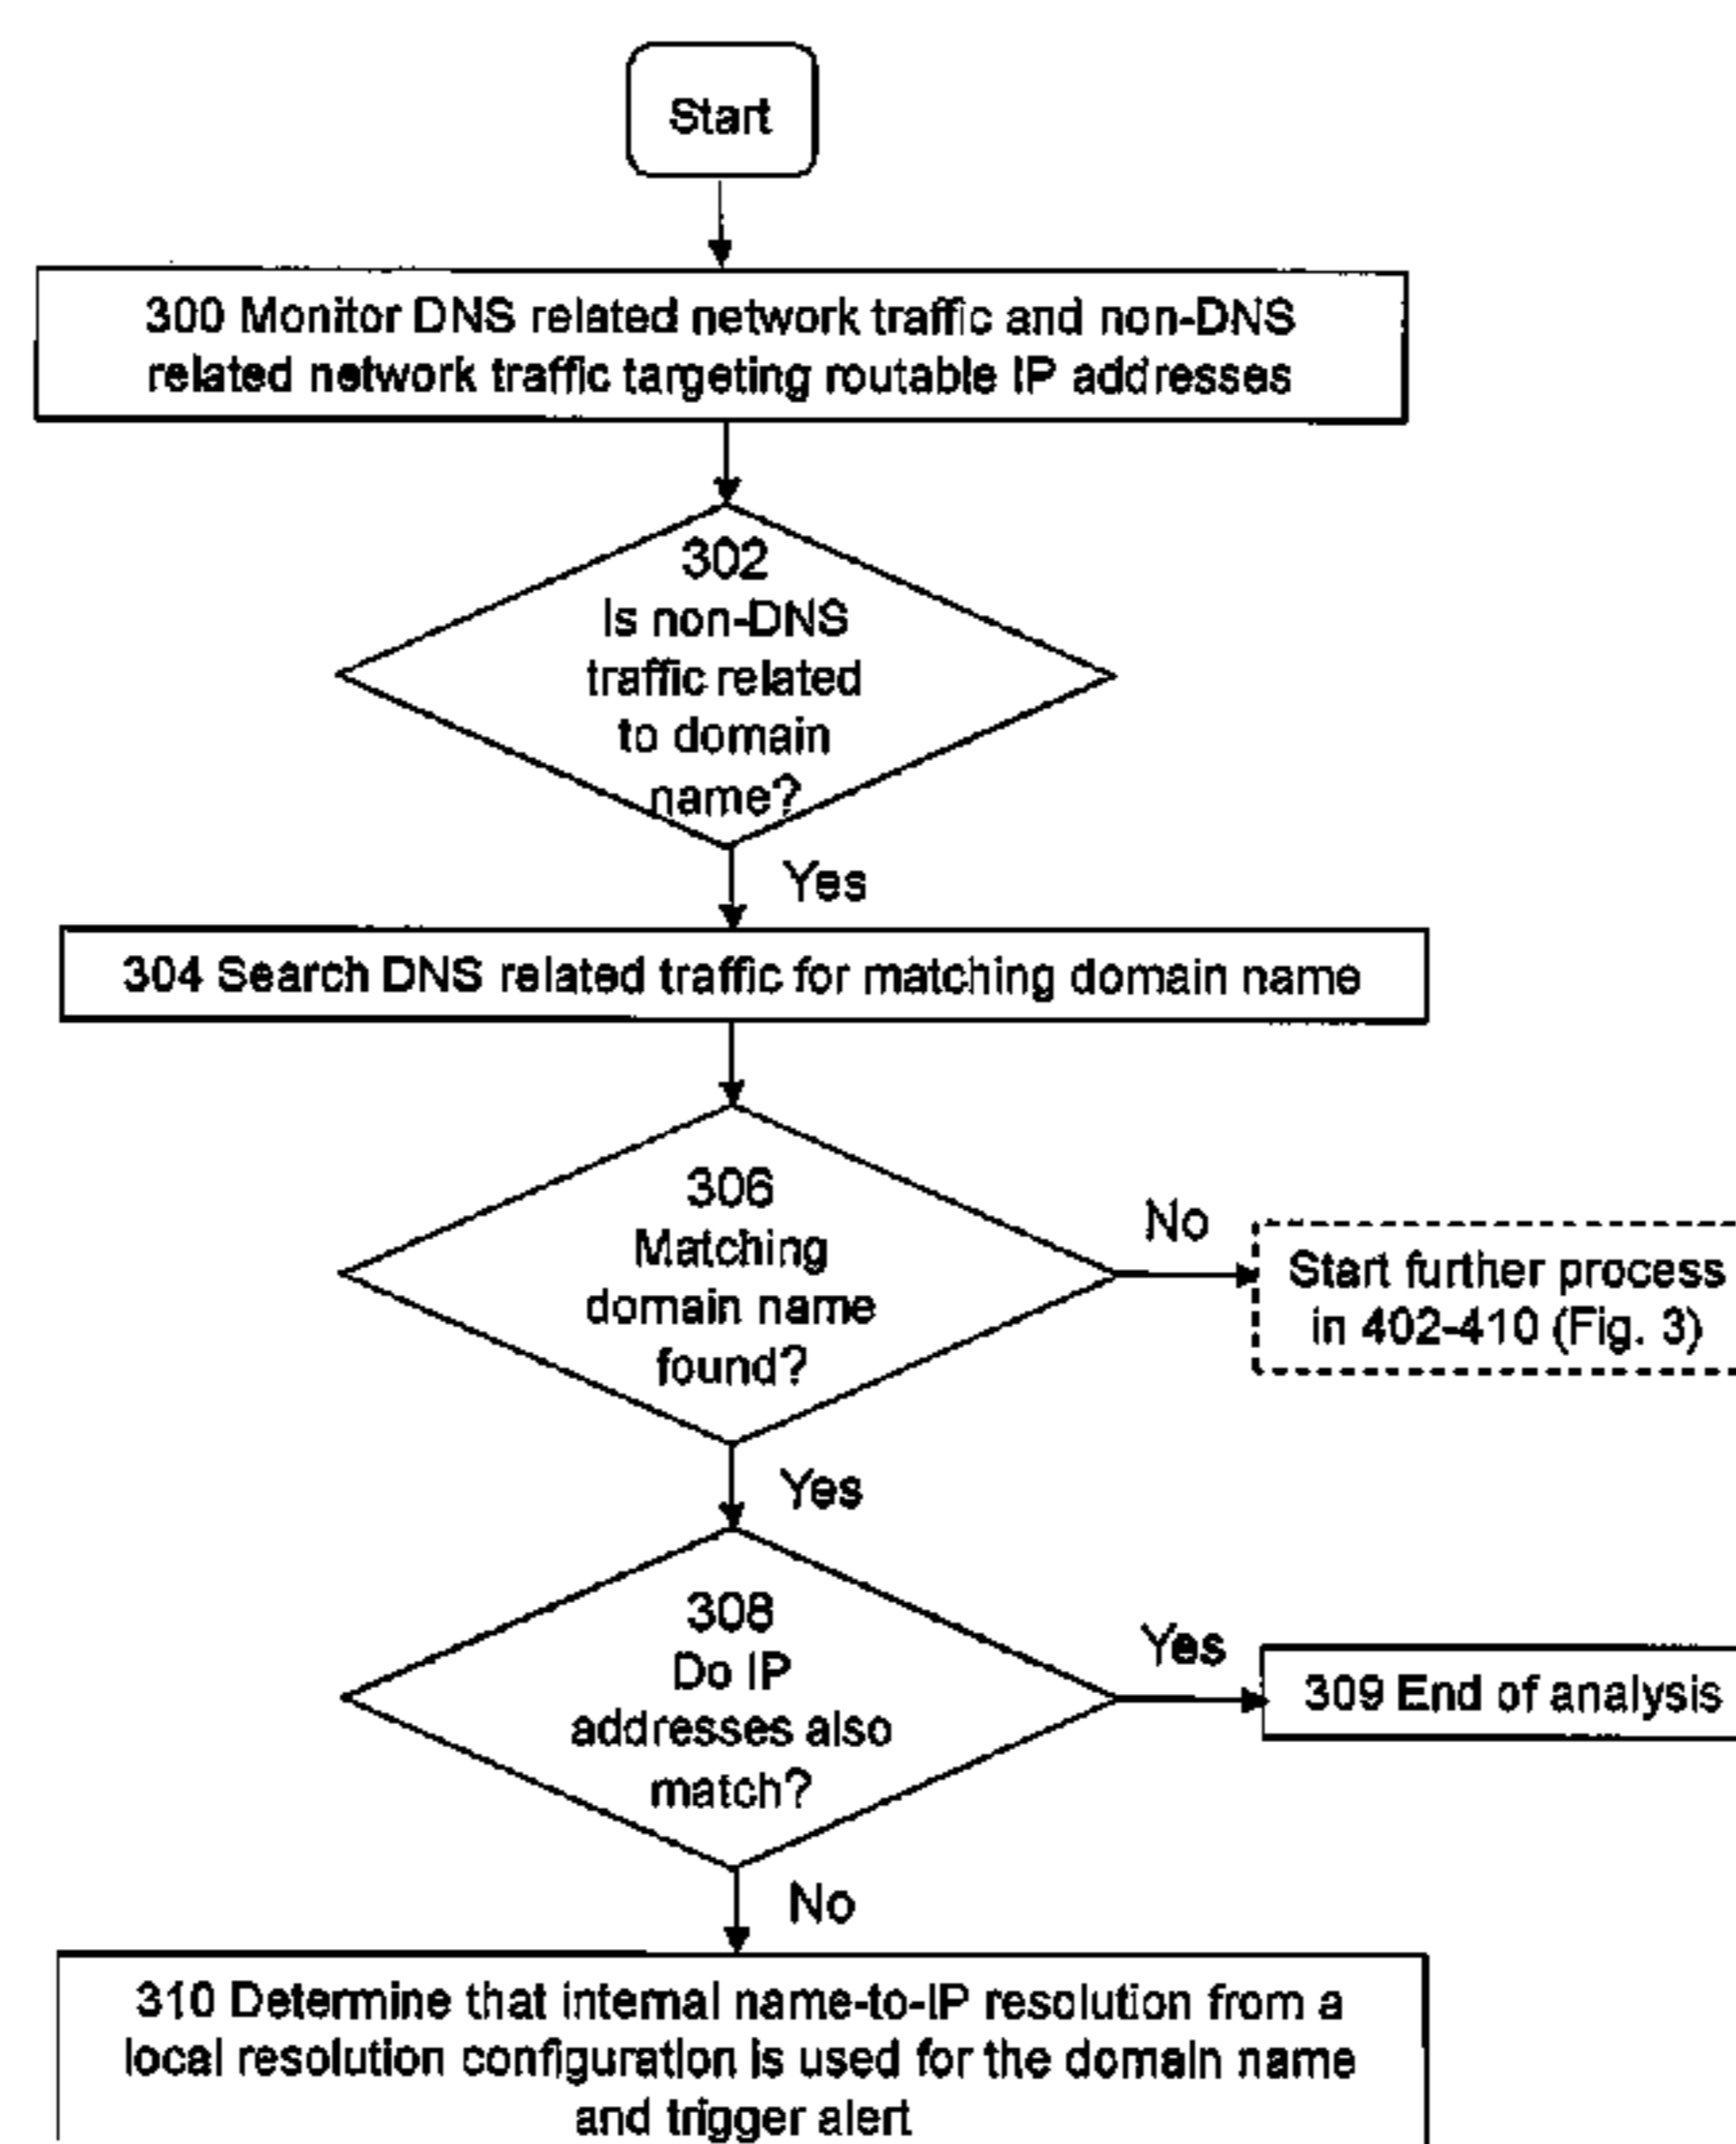 Start
300 Monitor DNS related network traffic and non-DNS
related network traffic targeting routable IP addresses
302
Is non-DNS
traffic related
to domain
name?
Yes
304 Search DNS related traffic for matching domain name
306
Matching
domain name
found?
No
Start further process
in 402-410 (Fig. 3)
Yes
308
Do IP
addresses also
match?
Yes
309 End of analysis
No
310 Determine that internal name-to-IP resolution from a
local resolution configuration is used for the domain name
and trigger alert